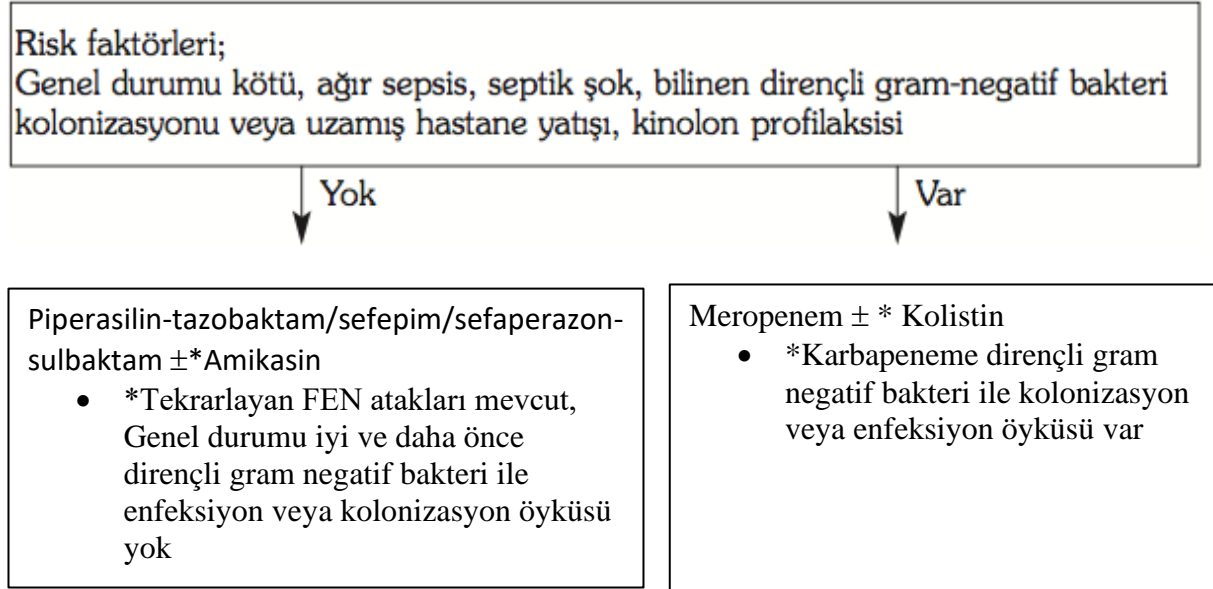 Risk faktörleri;
Genel durumu kötü, ağır sepsis, septik şok, bilinen dirençli gram-negatif bakteri
kolonizasyonu veya uzamış hastane yatışı, kinolon profilaksisi
Yok
Var
Piperasilin-tazobaktam/sefepim/sefaperazon-
sulbaktam ±*Amikasin
• *Tekrarlayan FEN atakları mevcut,
Genel durumu iyi ve daha önce
dirençli gram negatif bakteri ile
enfeksiyon veya kolonizasyon öyküsü
yok
Meropenem ± * Kolistin
• *Karbapeneme dirençli gram
negatif bakteri ile kolonizasyon
veya enfeksiyon öyküsü var